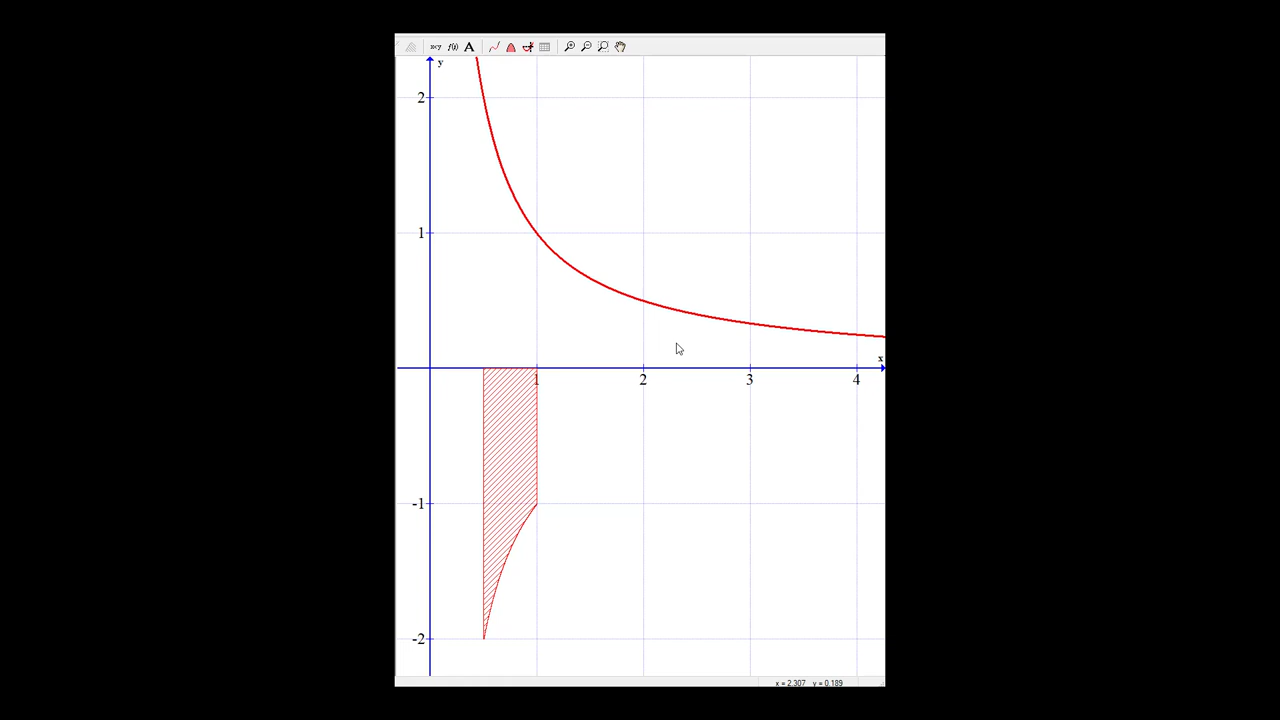 x<y f(x) A
y
2
1
x
1 2 3 4
-1
-2
x = 2.307 y = 0.189